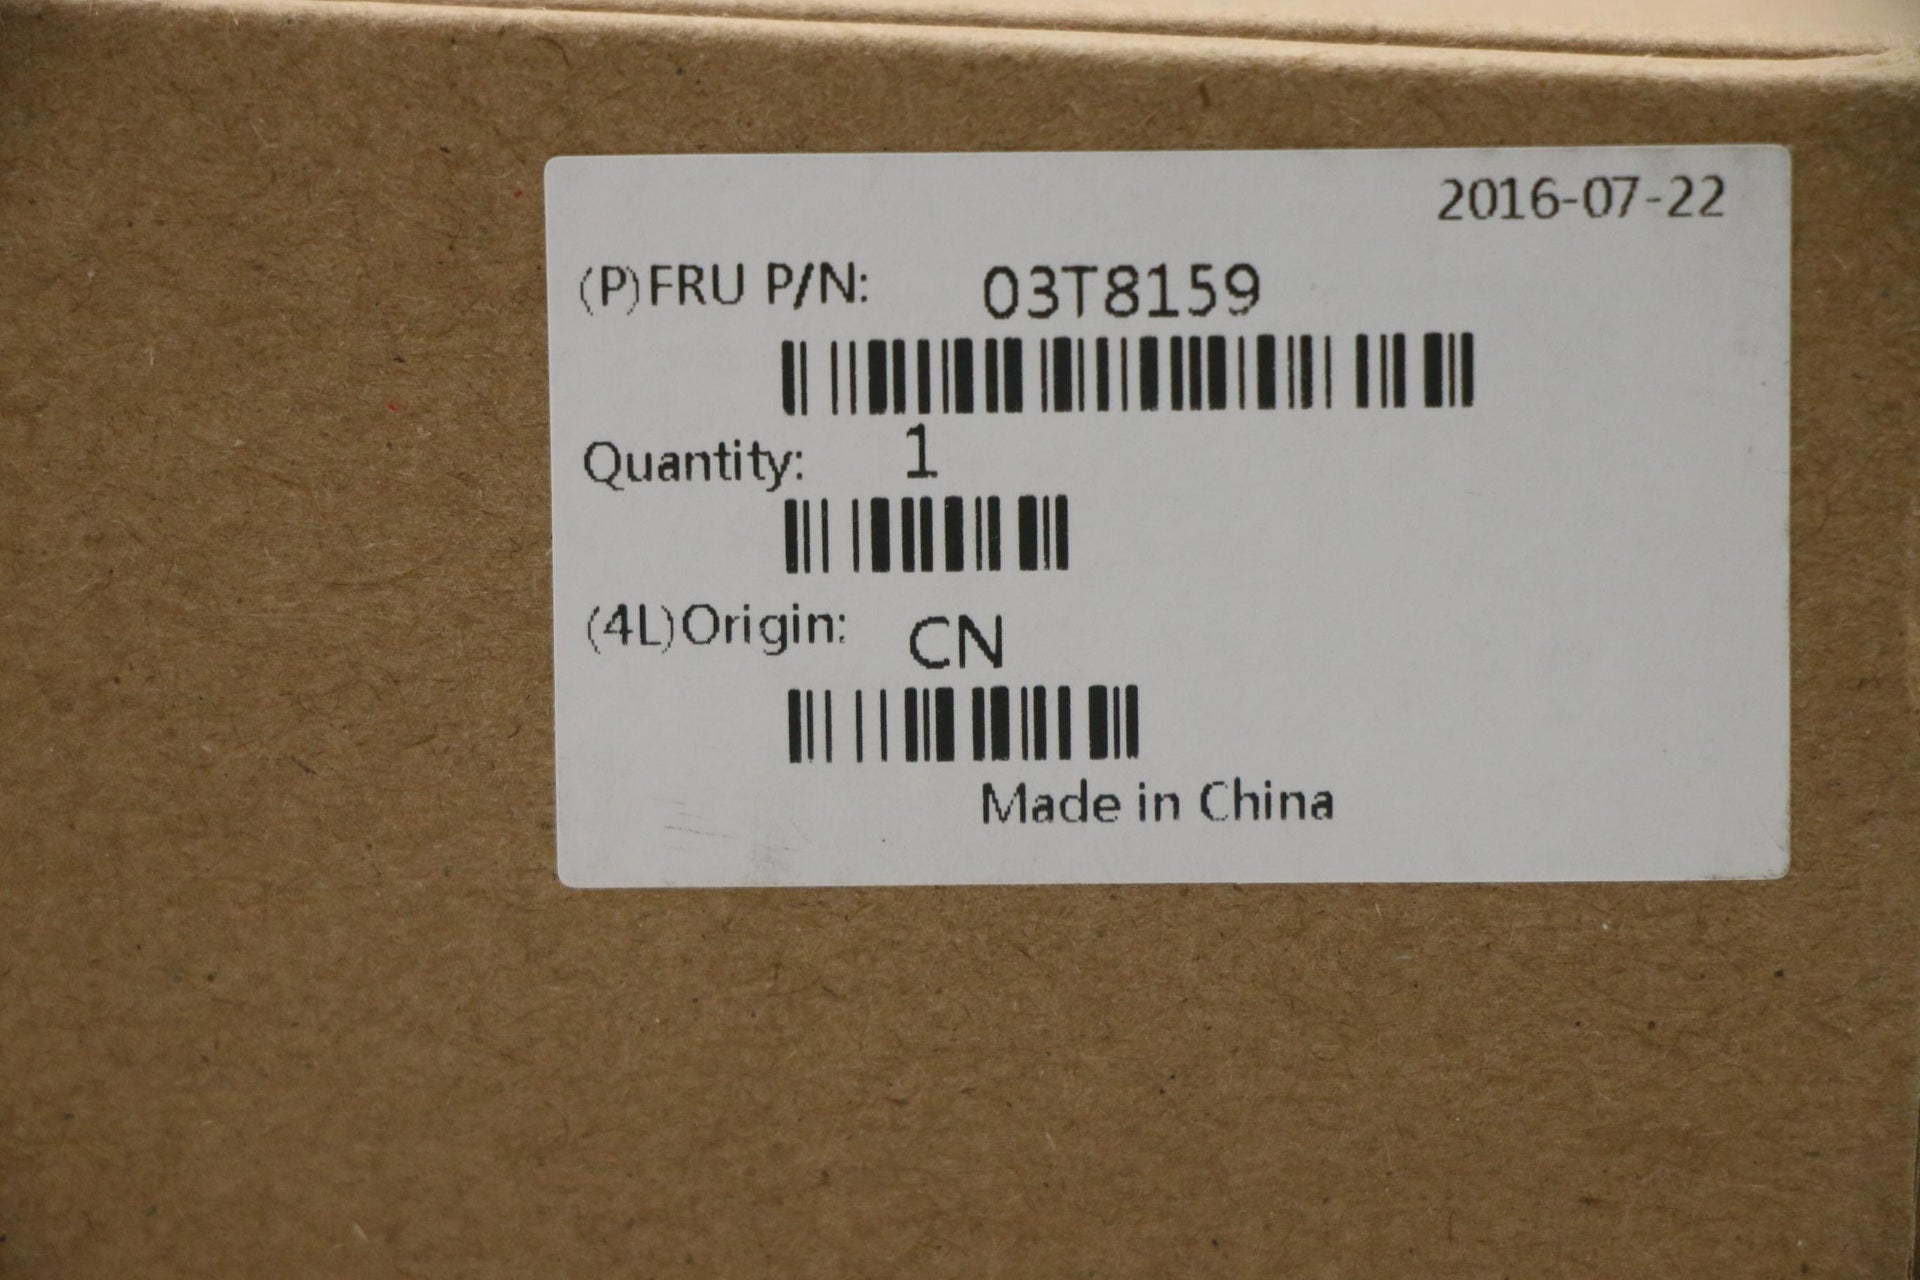 2016-07-22
(P)FRU P/N: 03T8159
Quantity: 1
(4L)Origin: CN
Made in China